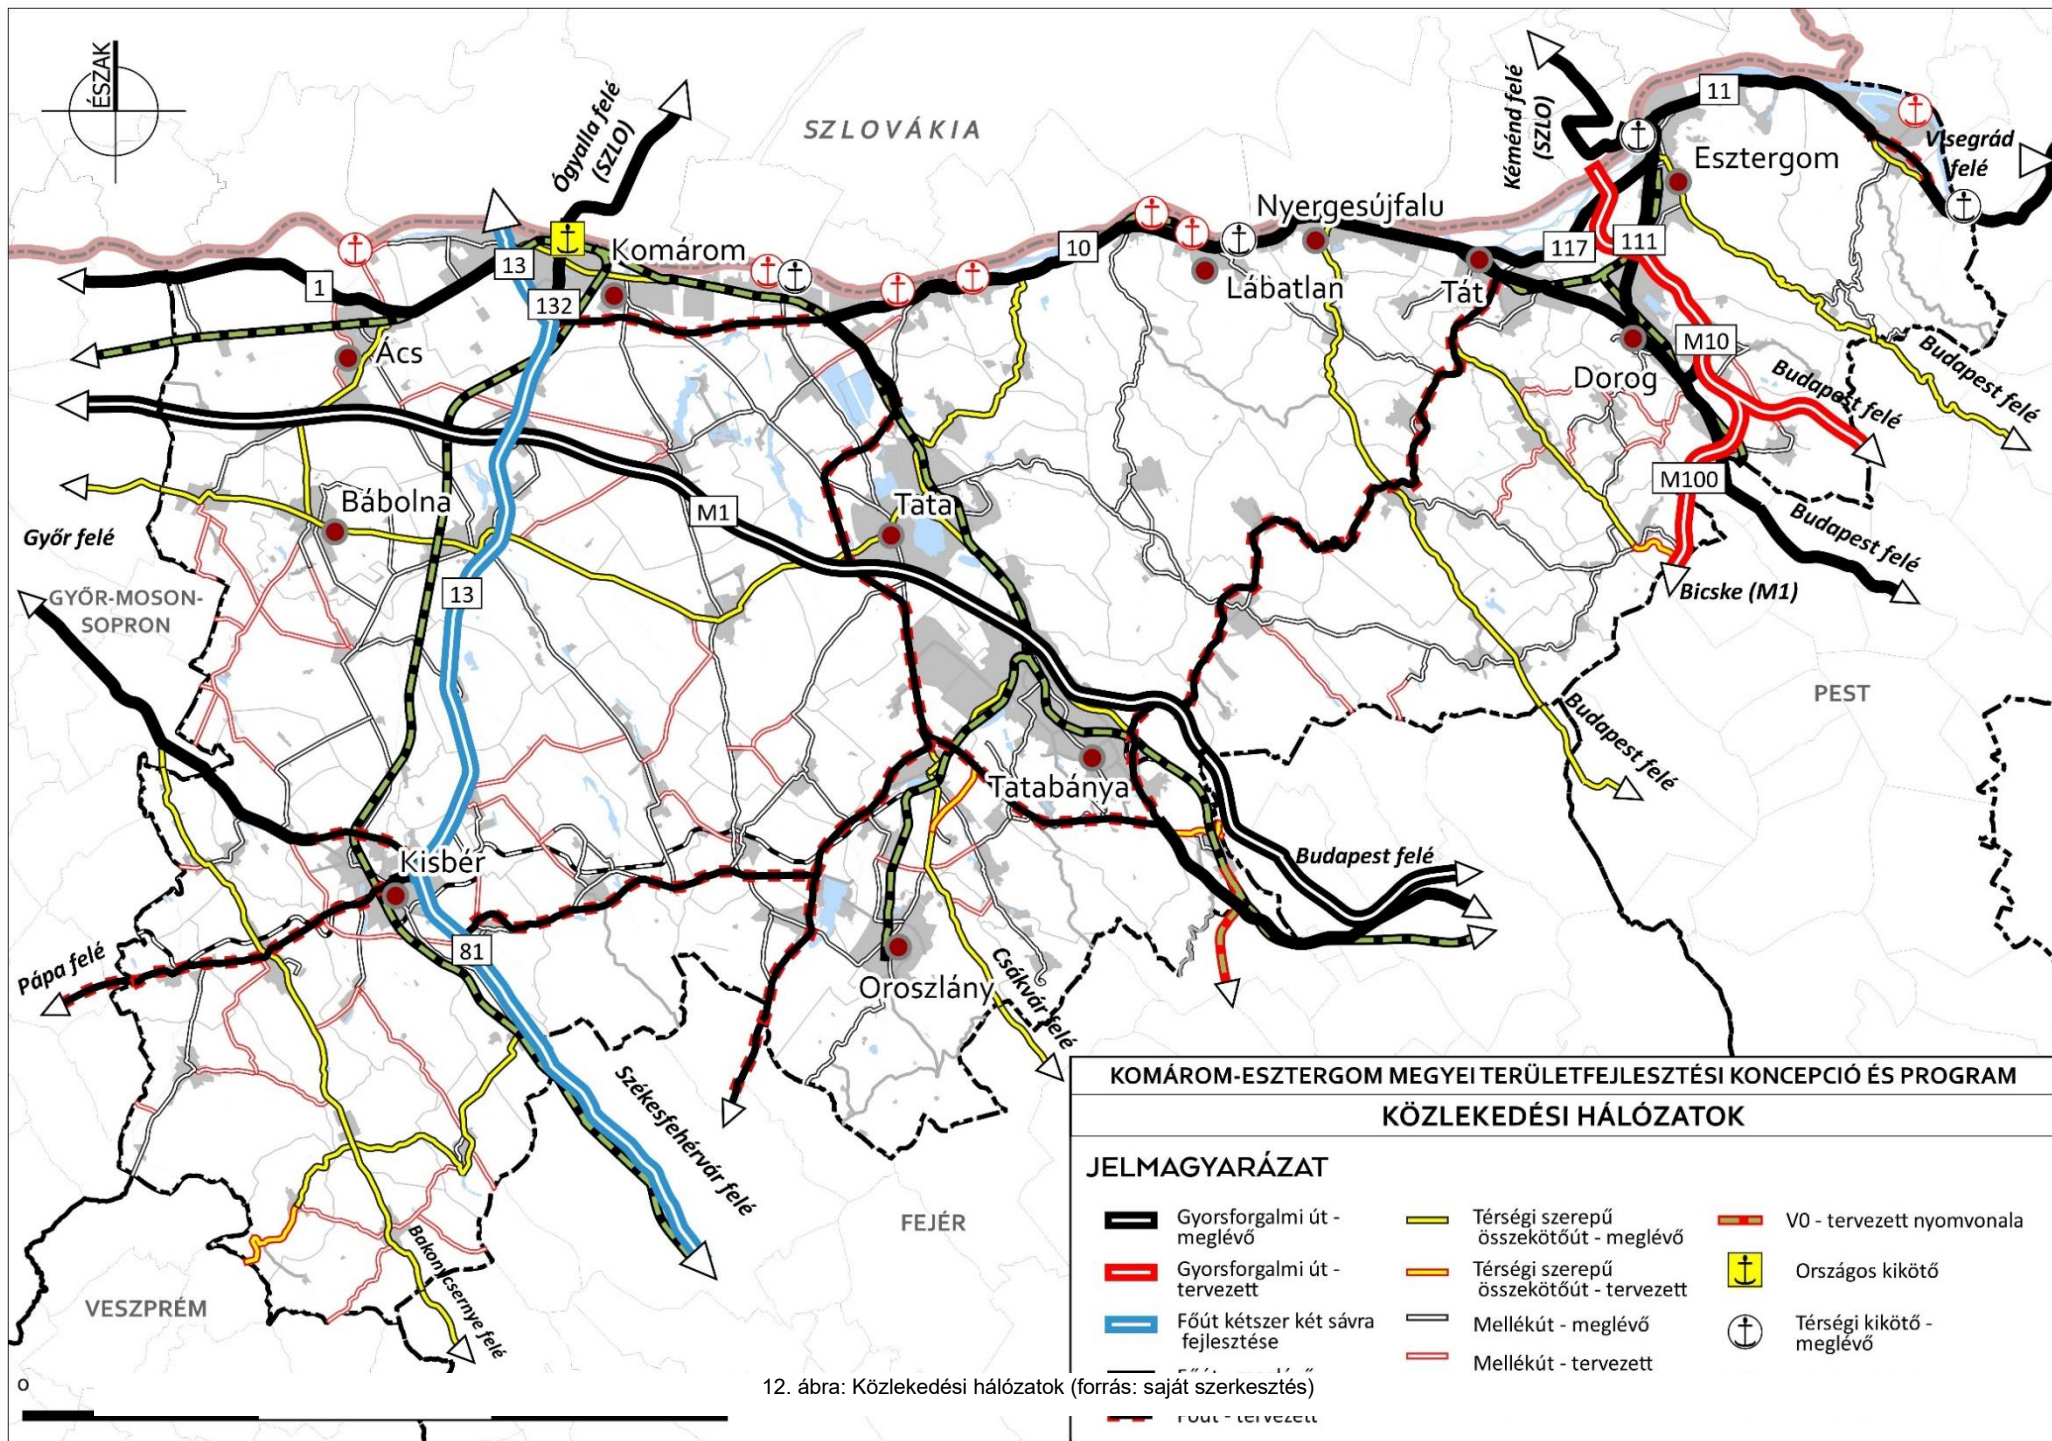 ÉSZAK
Ógyalla felé
(SZLO)
SZLOVÁKIA
Kéménd felé
(SZLO)
11
Visegrád
felé
Esztergom
Nyergesújfalu
Komárom
13
1
132
10
117
111
Lábatlan
Tát
Ács
M10
Dorog
Budapest felé
Budapest felé
M100
Bábolna
M1
Tata
Győr felé
Budapest felé
13
GYŐR-MOSON-
SOPRON
Bicske (M1)
PEST
Budapest felé
Tatabánya
Kisbér
Budapest felé
81
Pápa felé
Oroszlány
Csákvár felé
Székesfehérvár felé
FEJÉR
VESZPRÉM
Bakonycsernye felé
KOMÁROM-ESZTERGOM MEGYEI TERÜLETFEJLESZTÉSI KONCEPCIÓ ÉS PROGRAM
KÖZLEKEDÉSI HÁLÓZATOK
JELMAGYARÁZAT
Gyorsforgalmi út -
meglévő
Gyorsforgalmi út -
tervezett
Főút kétszer két sávra
fejlesztése
Térségi szerepű
összekötőút - meglévő
Térségi szerepű
összekötőút - tervezett
Mellékút - meglévő
Mellékút - tervezett
V0 - tervezett nyomvonala
Országos kikötő
Térségi kikötő -
meglévő
0
12. ábra: Közlekedési hálózatok (forrás: saját szerkesztés)
Főút - tervezett